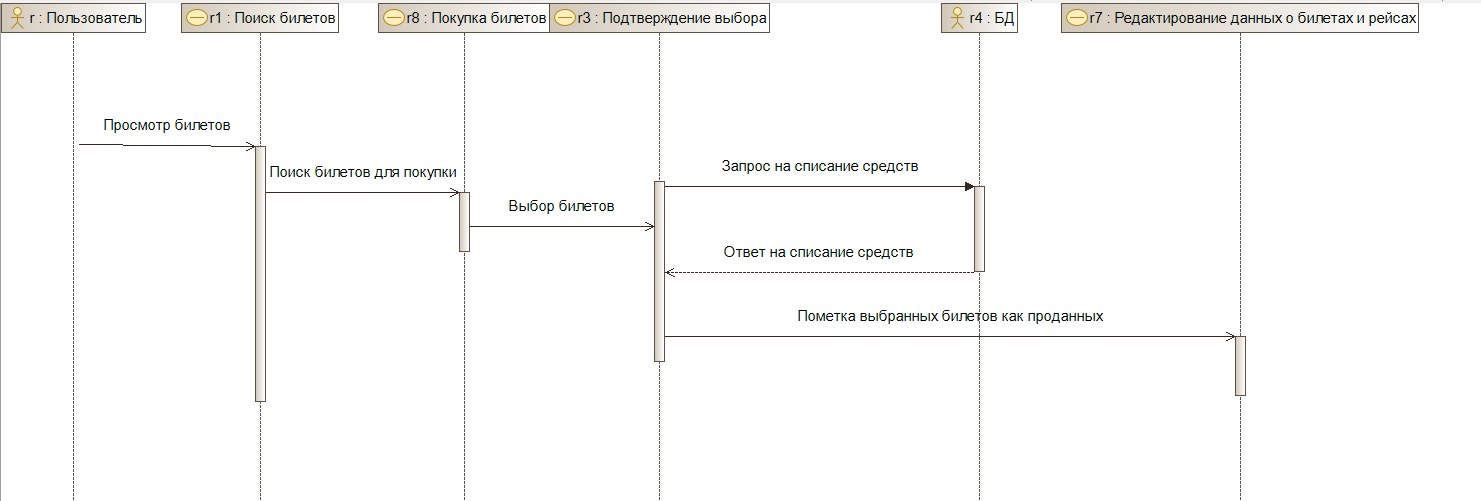 r : Пользователь
r1 : Поиск билетов
r8 : Покупка билетов
r3 : Подтверждение выбора
r4 : БД
r7 : Редактирование данных о билетах и рейсах
Просмотр билетов
Поиск билетов для покупки
Запрос на списание средств
Выбор билетов
Ответ на списание средств
Пометка выбранных билетов как проданных